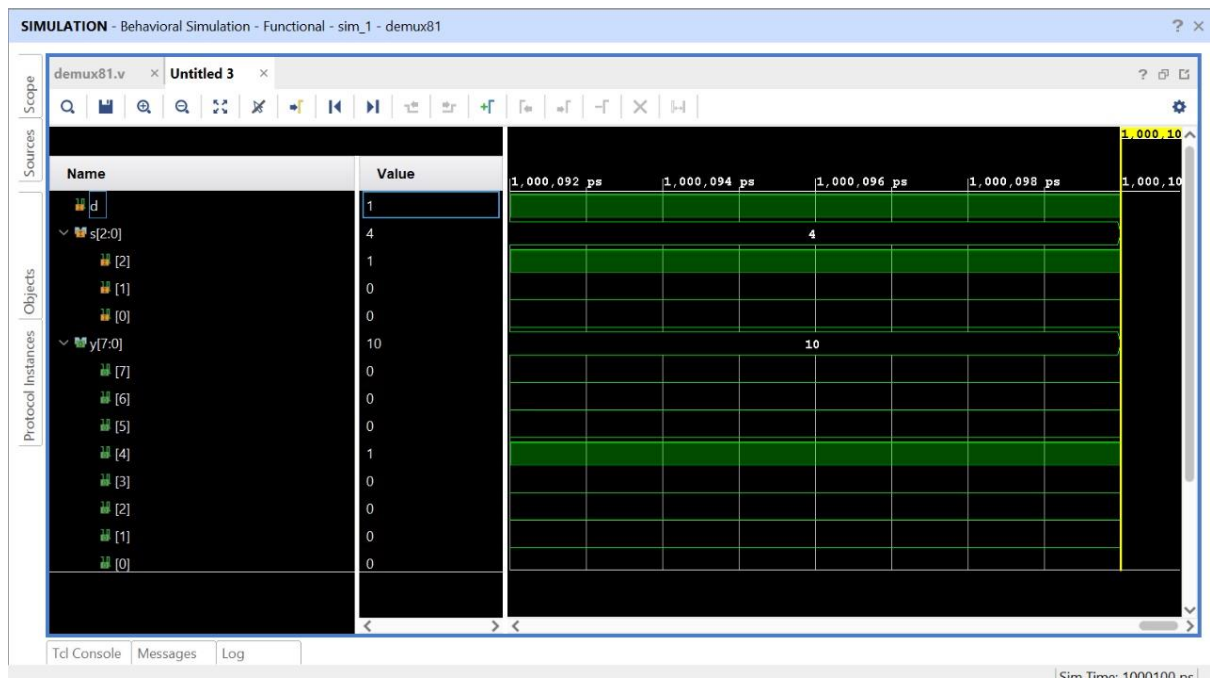 SIMULATION - Behavioral Simulation - Functional - sim_1 - demux81 ? ×
Scope
Sources
Objects
Protocol Instances
demux81.v × Untitled 3 ×
?
1,000,10
Name Value
1,000,092 ps 1,000,094 ps 1,000,096 ps 1,000,098 ps 1,000,10
d 1
s[2:0] 4 4
[2] 1
[1] 0
[0] 0
y[7:0] 10 10
[7] 0
[6] 0
[5] 0
[4] 1
[3] 0
[2] 0
[1] 0
[0] 0
Tcl Console Messages Log
Sim Time: 1000100 ps